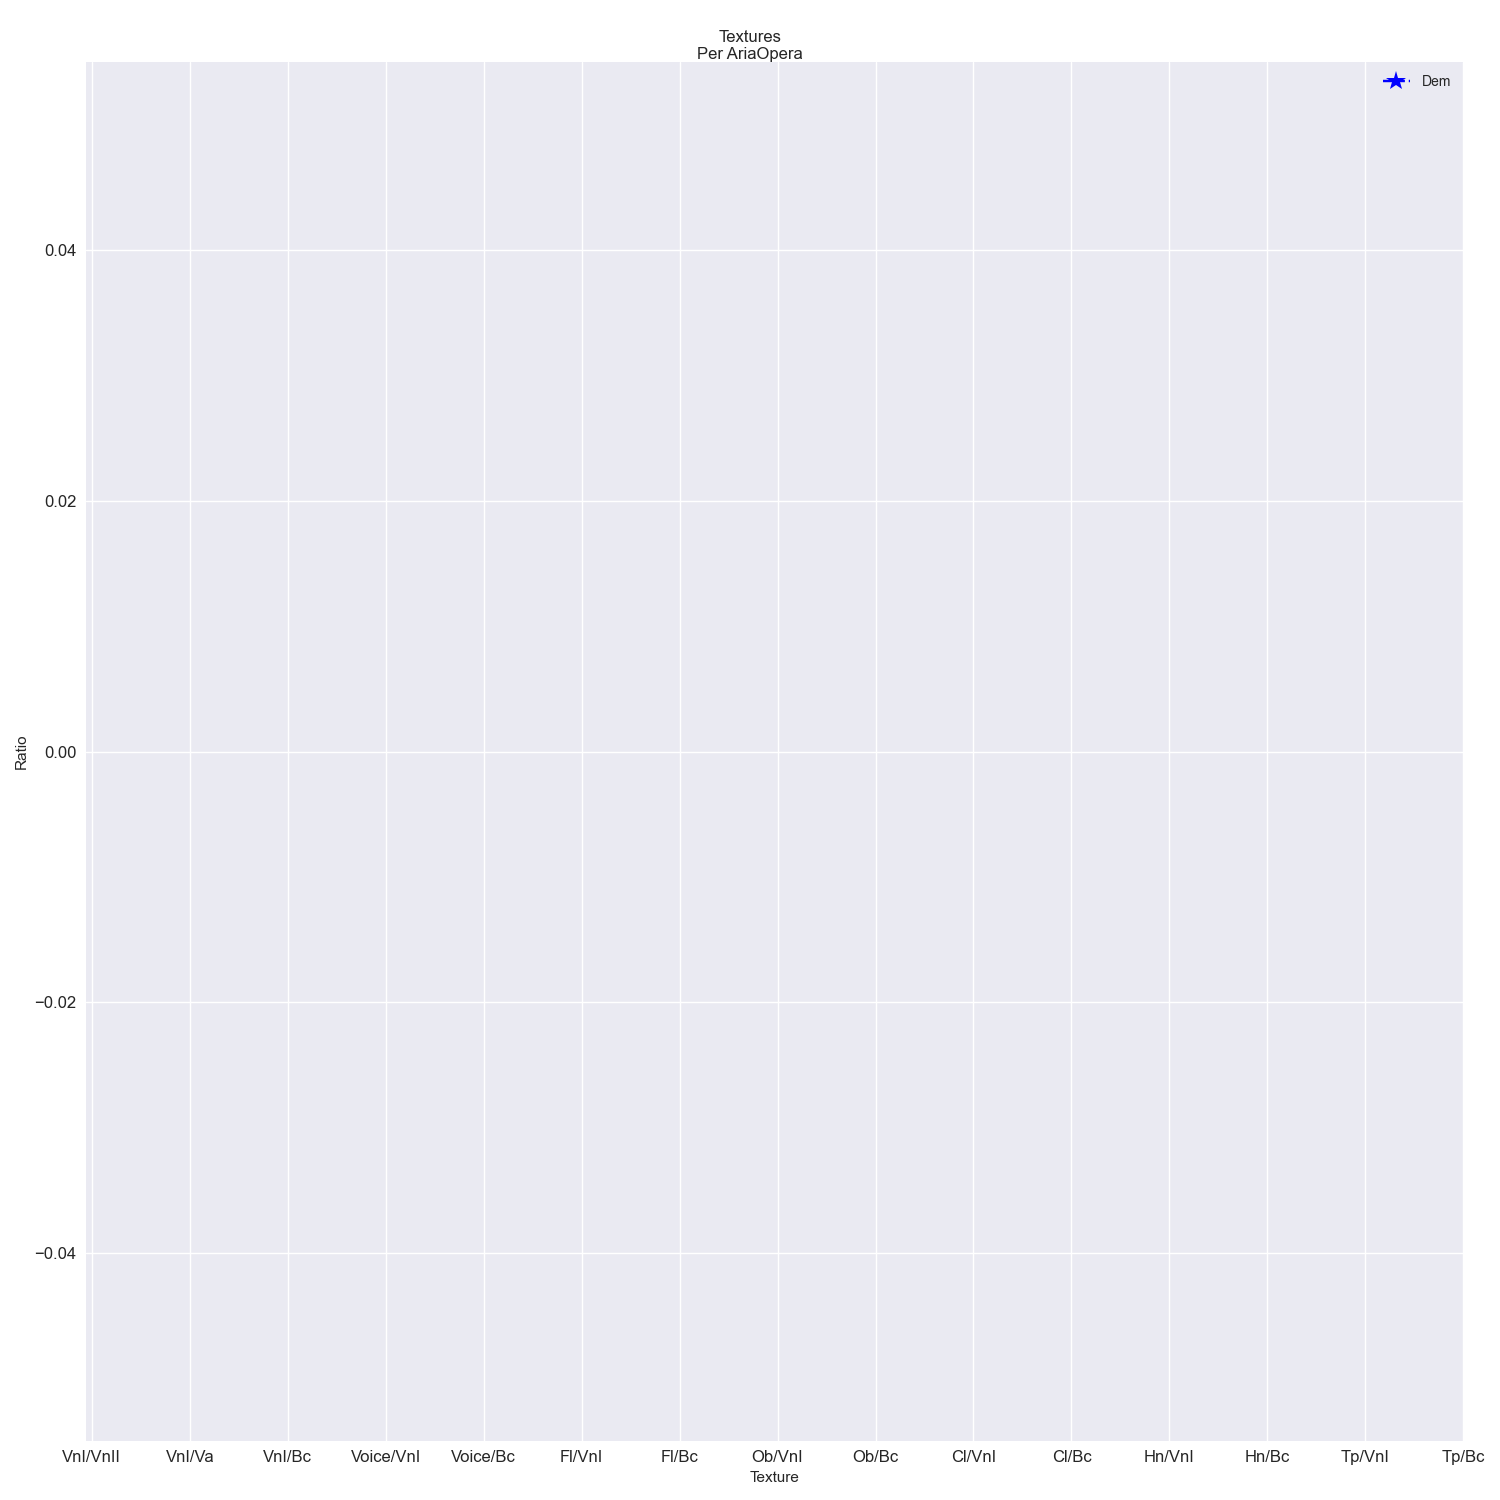 Textures
Per AriaOpera
Dem
0.04
0.02
0.00
−0.02
−0.04
Ratio
VnI/VnII VnI/Va VnI/Bc Voice/VnI Voice/Bc Fl/VnI Fl/Bc Ob/VnI Ob/Bc Cl/VnI Cl/Bc Hn/VnI Hn/Bc Tp/VnI Tp/Bc
Texture